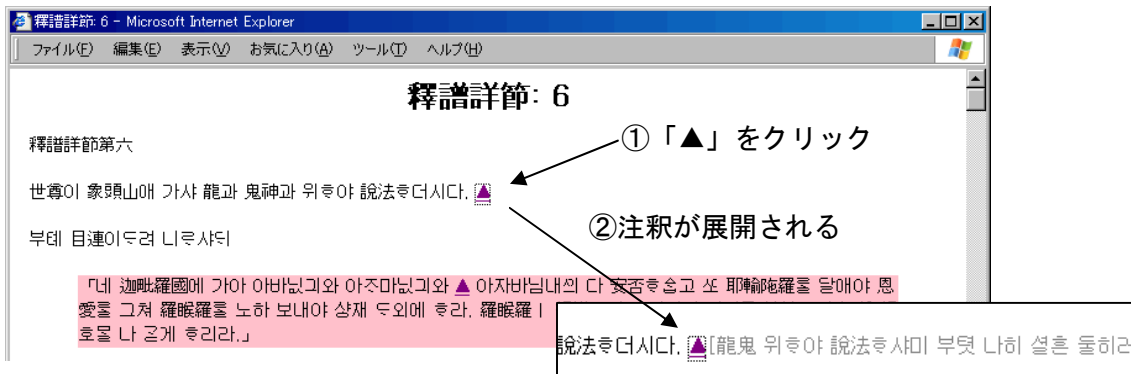 釋譜詳節: 6 - Microsoft Internet Explorer
ファイル(F) 編集(E) 表示(V) お気に入り(A) ツール(T) ヘルプ(H)
釋譜詳節: 6
釋譜詳節第六
①「▲」をクリック
世尊이 象頭山애 가샤 龍과 鬼神과 위ᄒᆞ야 說法ᄒᆞ더시다. ▲
②注釈が展開される
부톄 目連이ᄃᆞ려 니ᄅᆞ샤ᄃᆡ
「네 迦毗羅國에 가아 아바닚긔와 아ᄌᆞ마닚긔와 ▲ 아자바님내ᄭᅴ 다 安否ᄒᆞᅀᆞᆸ고 ᄯᅩ 耶輸陁羅ᄅᆞᆯ 달애야 恩
愛ᄅᆞᆯ 그쳐 羅睺羅ᄅᆞᆯ 노하 보내야 샹재 ᄃᆞ외에 ᄒᆞ라. 羅睺羅ㅣ
호ᄆᆞᆯ 나 ᄀᆞᆮ게 ᄒᆞ리라.」
說法ᄒᆞ더시다. ▲[龍鬼 위ᄒᆞ야 說法ᄒᆞ샤미 부텻 나히 셜흔 둘히